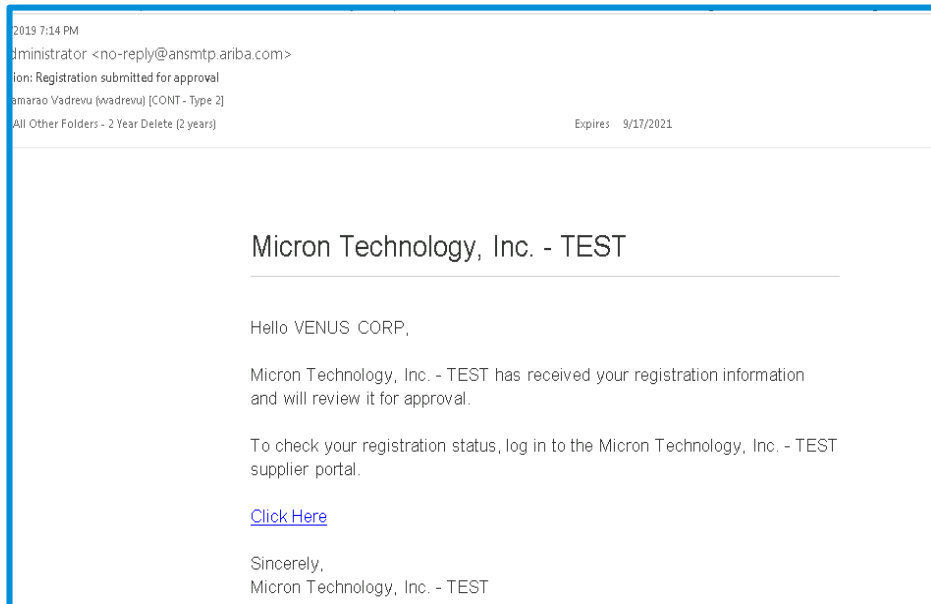 2019 7:14 PM
dministrator <no-reply@ansmtp.ariba.com>
ion: Registration submitted for approval
amarao Vadrevu (vvadrevu) [CONT - Type 2]
All Other Folders - 2 Year Delete (2 years) Expires 9/17/2021
Micron Technology, Inc. - TEST
Hello VENUS CORP,
Micron Technology, Inc. - TEST has received your registration information
and will review it for approval.
To check your registration status, log in to the Micron Technology, Inc. - TEST
supplier portal.
Click Here
Sincerely,
Micron Technology, Inc. - TEST